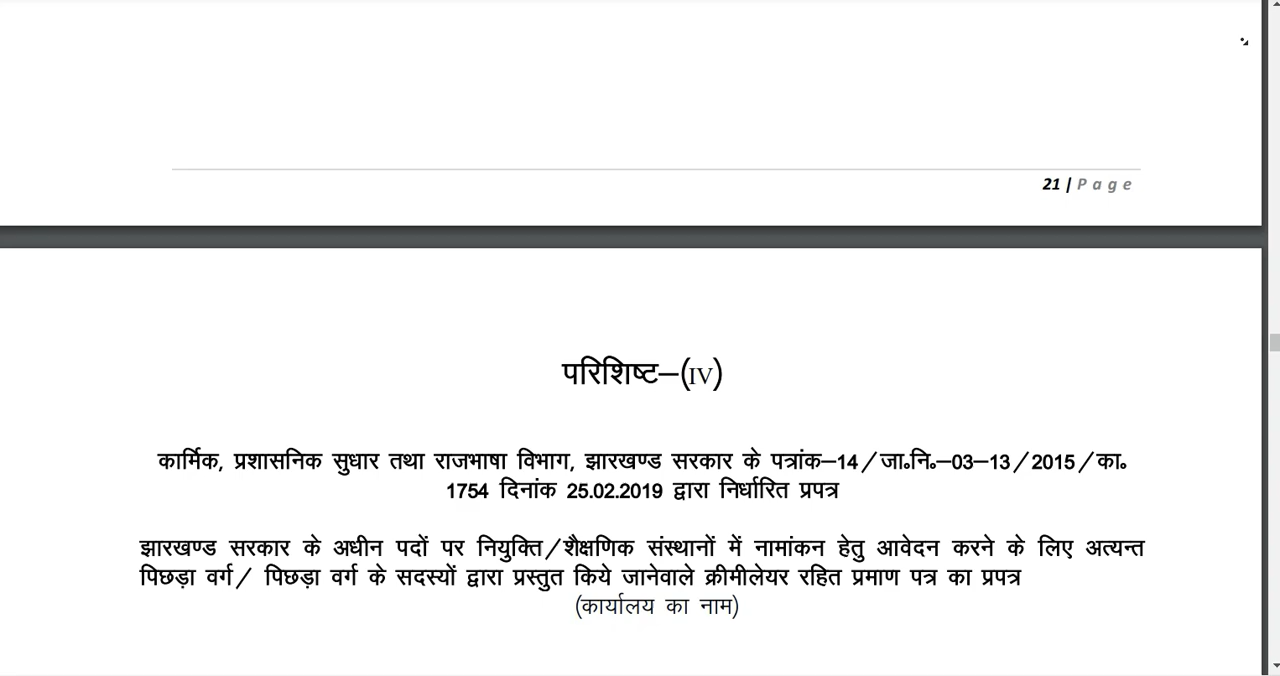 21 | P a g e
परिशिष्ट–(IV)
कार्मिक, प्रशासनिक सुधार तथा राजभाषा विभाग, झारखण्ड सरकार के पत्रांक–14/जा॰नि॰–03–13/2015/का॰
1754 दिनांक 25.02.2019 द्वारा निर्धारित प्रपत्र
झारखण्ड सरकार के अधीन पदों पर नियुक्ति/शैक्षणिक संस्थानों में नामांकन हेतु आवेदन करने के लिए अत्यन्त
पिछड़ा वर्ग/ पिछड़ा वर्ग के सदस्यों द्वारा प्रस्तुत किये जानेवाले क्रीमीलेयर रहित प्रमाण पत्र का प्रपत्र
(कार्यालय का नाम)